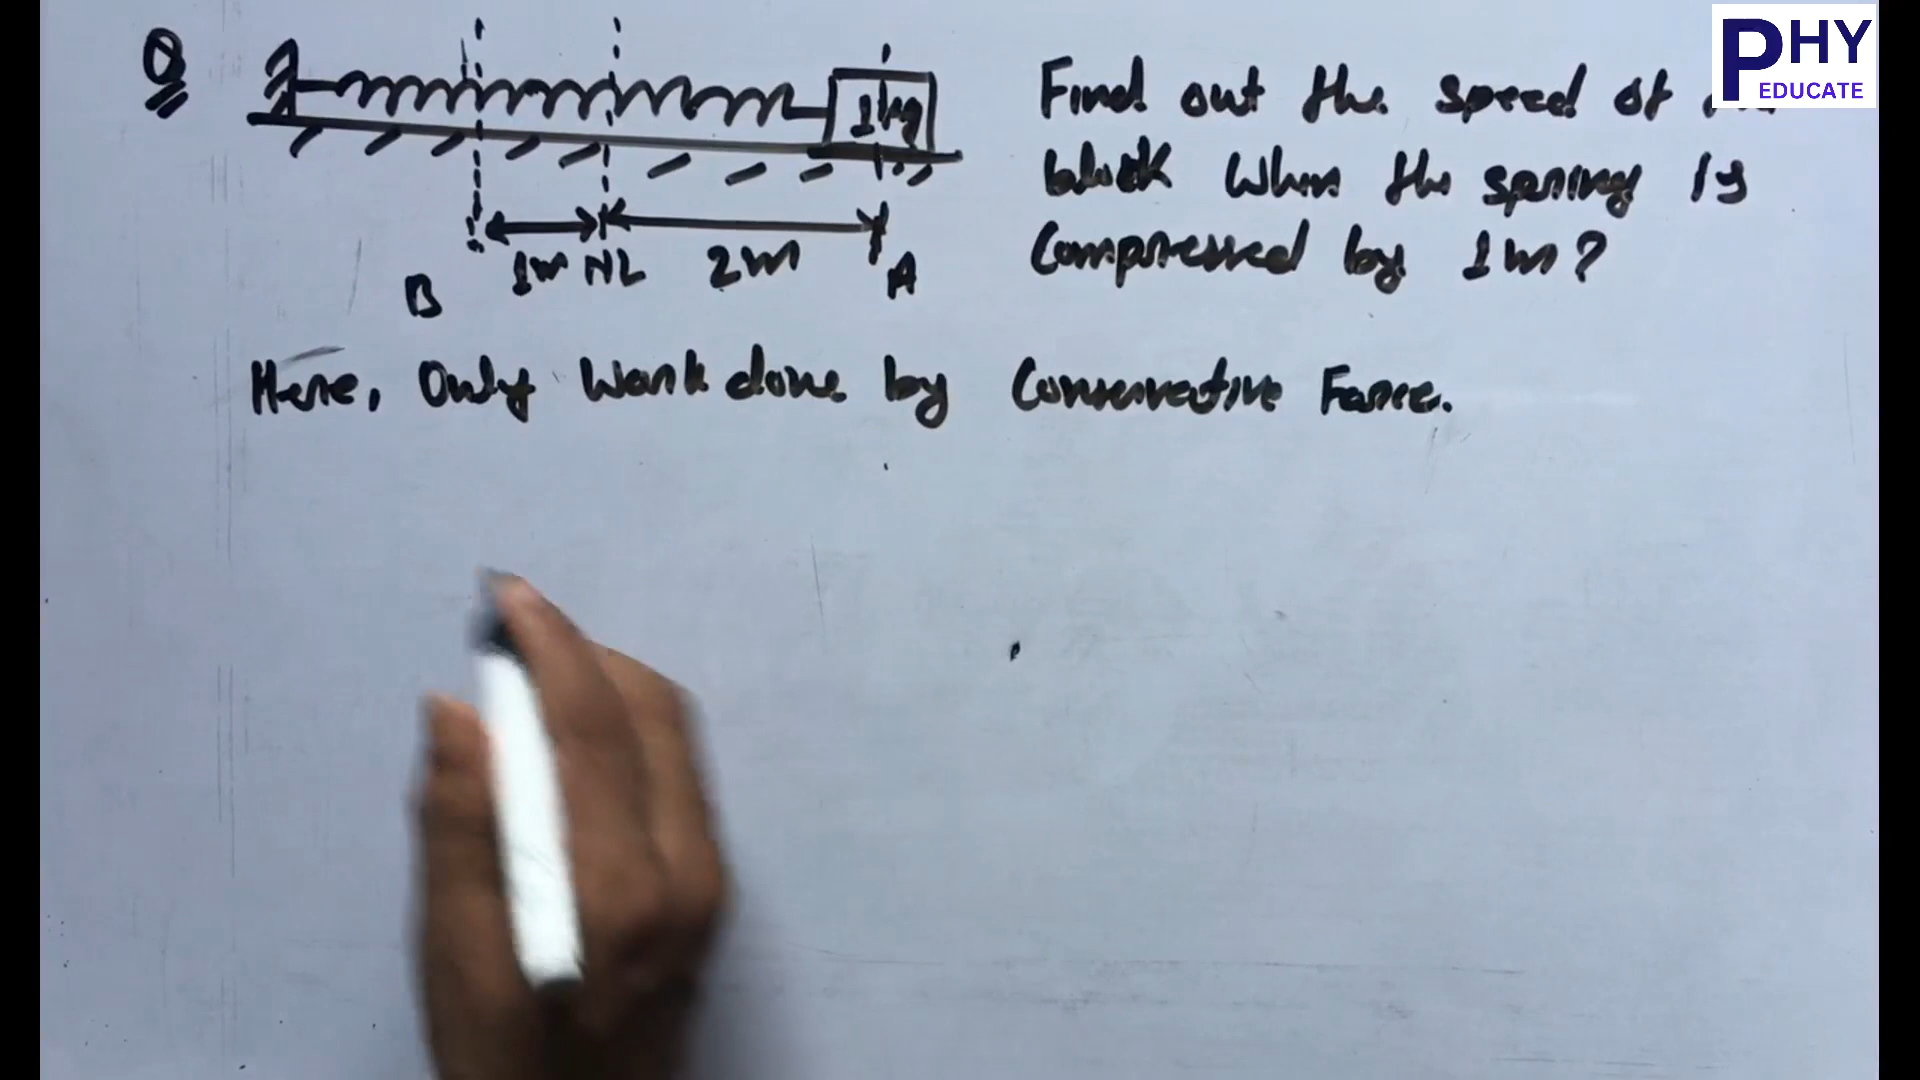 Q
1kg
Find out the speed of
PHY EDUCATE
block when the spring is
compressed by 1m?
1m NL 2m
B A
Here, Only work done by Conservative Force.